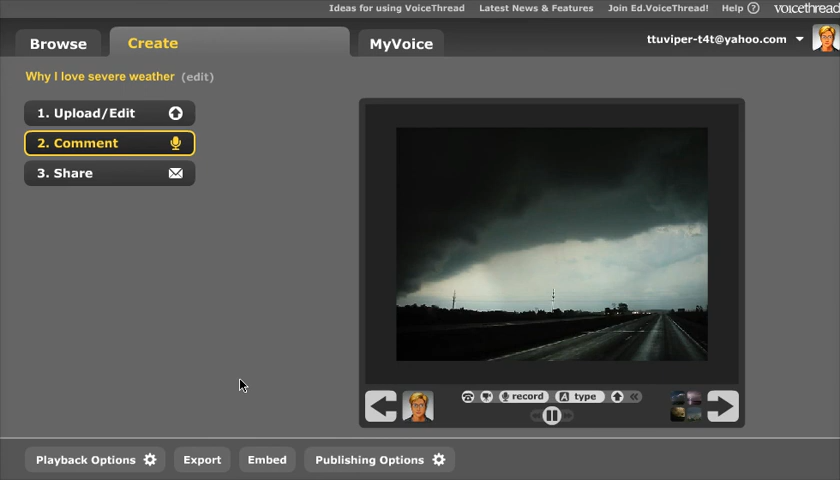 Ideas for using VoiceThread Latest News & Features Join Ed.VoiceThread! Help ? voicethread
Browse Create MyVoice ttuviper-t4t@yahoo.com
Why I love severe weather (edit)
1. Upload/Edit
2. Comment
3. Share
record A type
Playback Options Export Embed Publishing Options